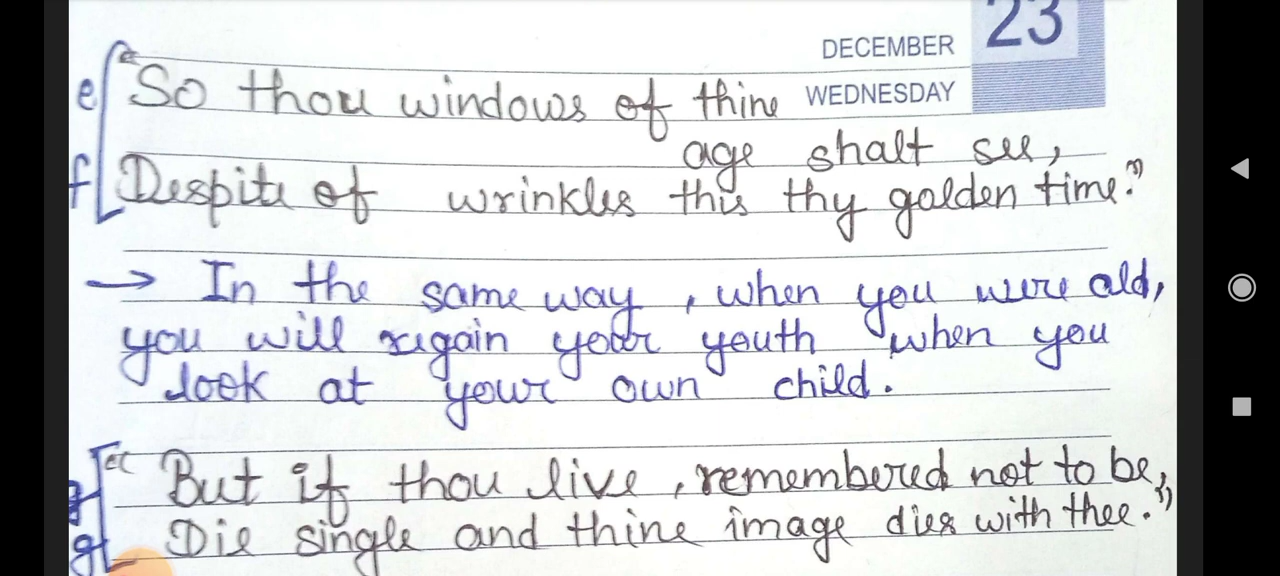 DECEMBER 23
WEDNESDAY
e "So thou windows of thine
age shalt see,
f Despite of wrinkles this thy golden time."
→ In the same way, when you were old,
you will regain your youth when you
look at your own child.
g "But if thou live, remembered not to be,
g Die single and thine image dies with thee."